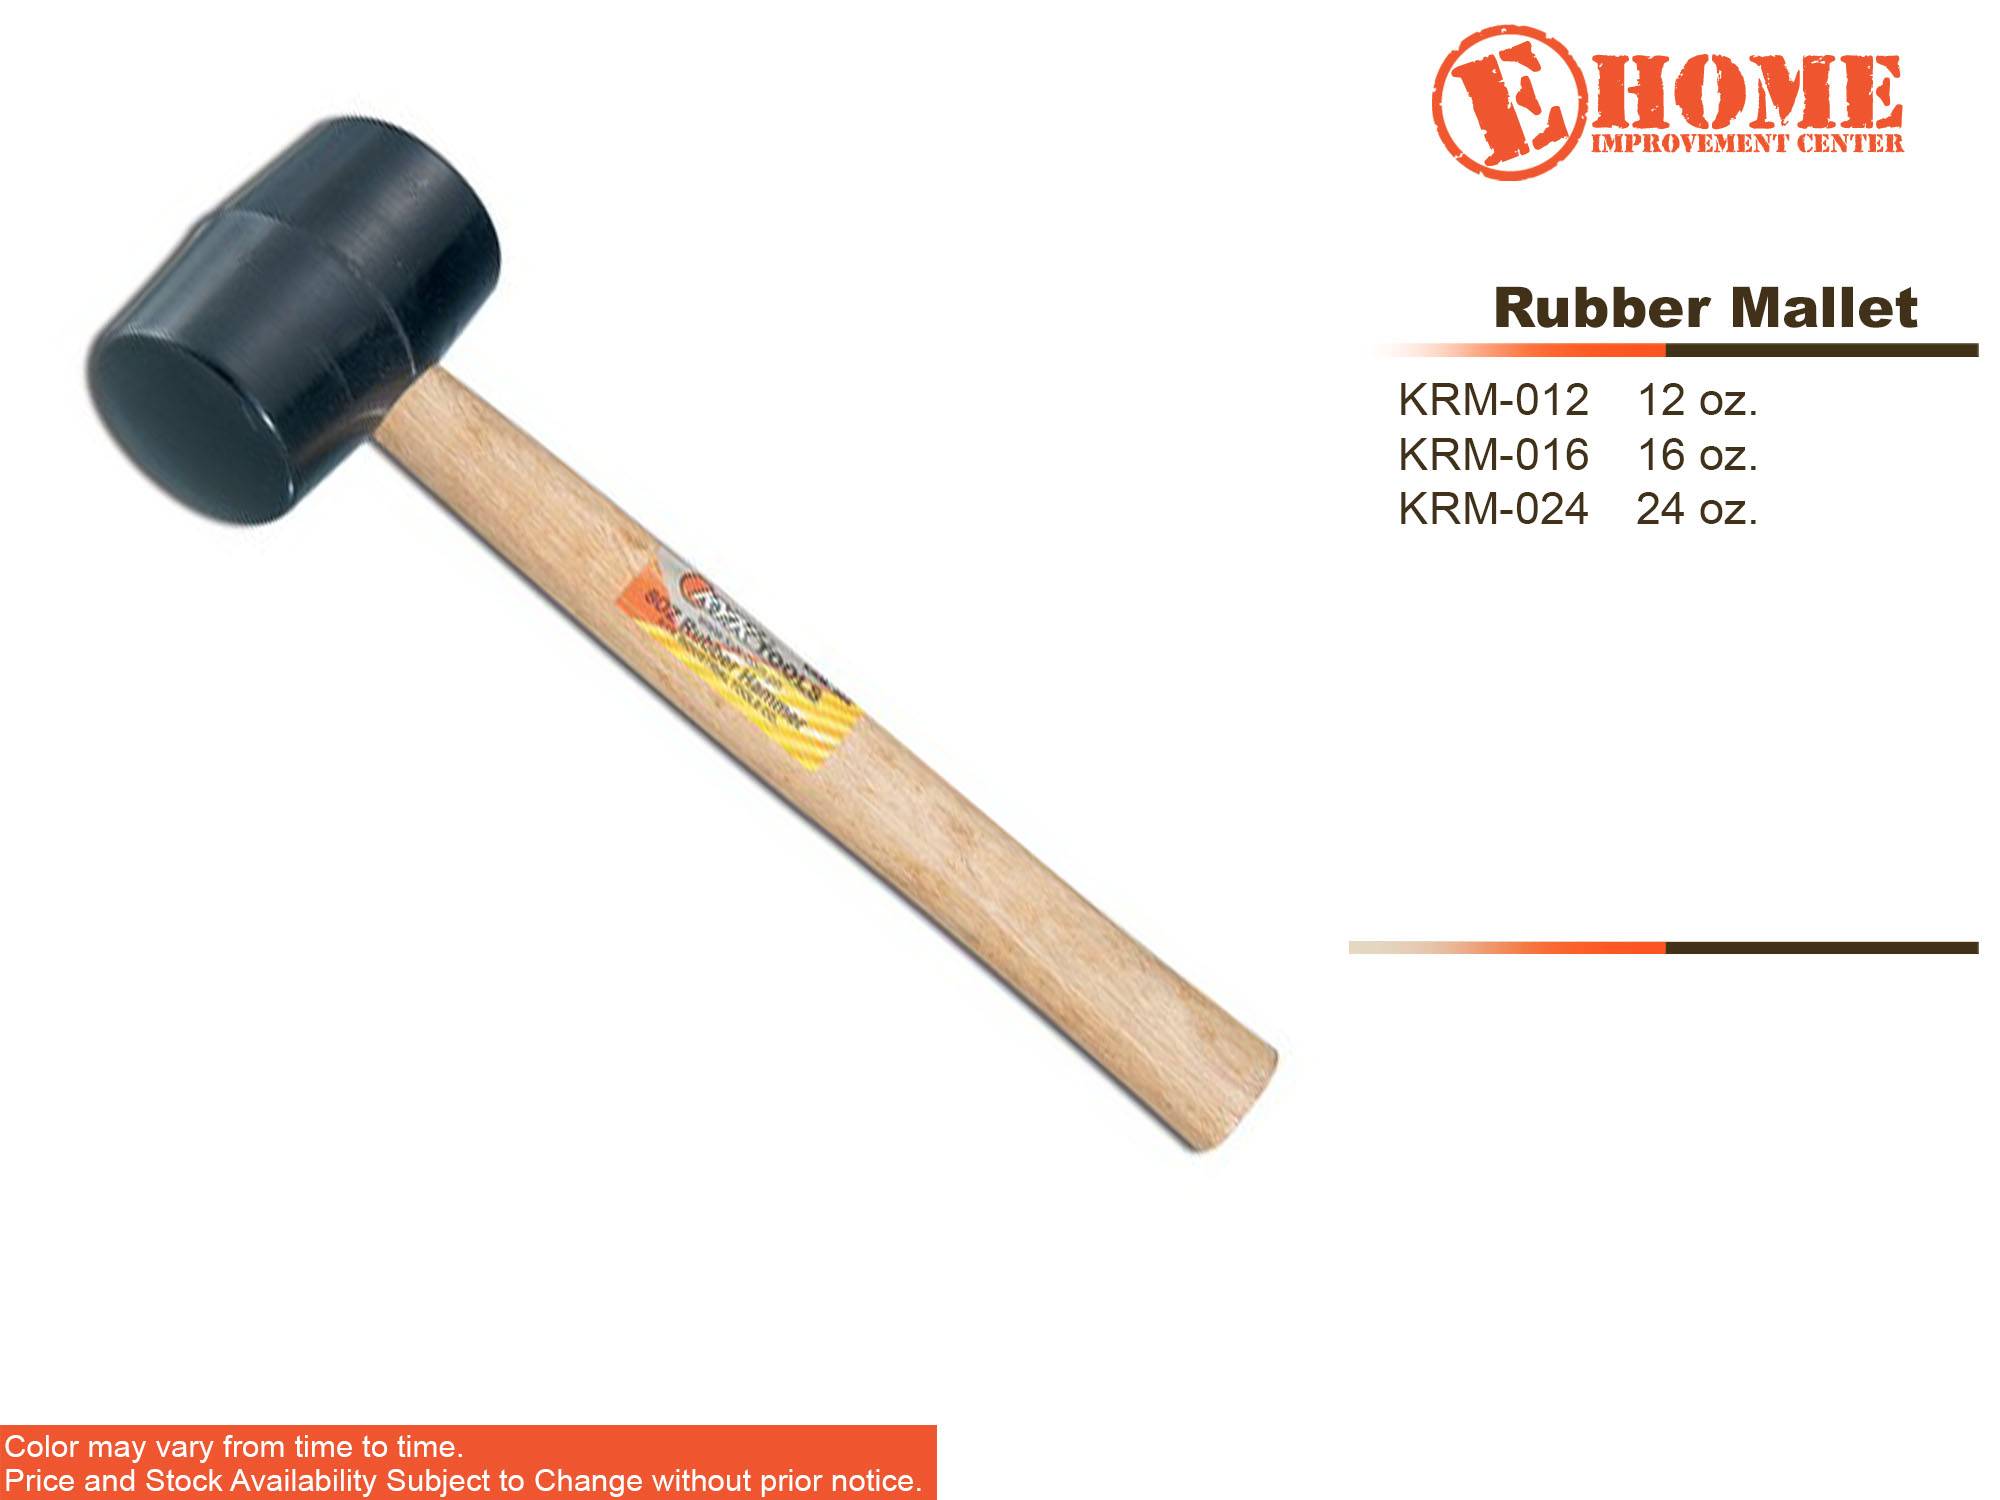 E HOME
IMPROVEMENT CENTER
Rubber Mallet
KRM-012 12 oz.
KRM-016 16 oz.
KRM-024 24 oz.
TOOLS
8OZ Rubber Hammer
Color may vary from time to time.
Price and Stock Availability Subject to Change without prior notice.